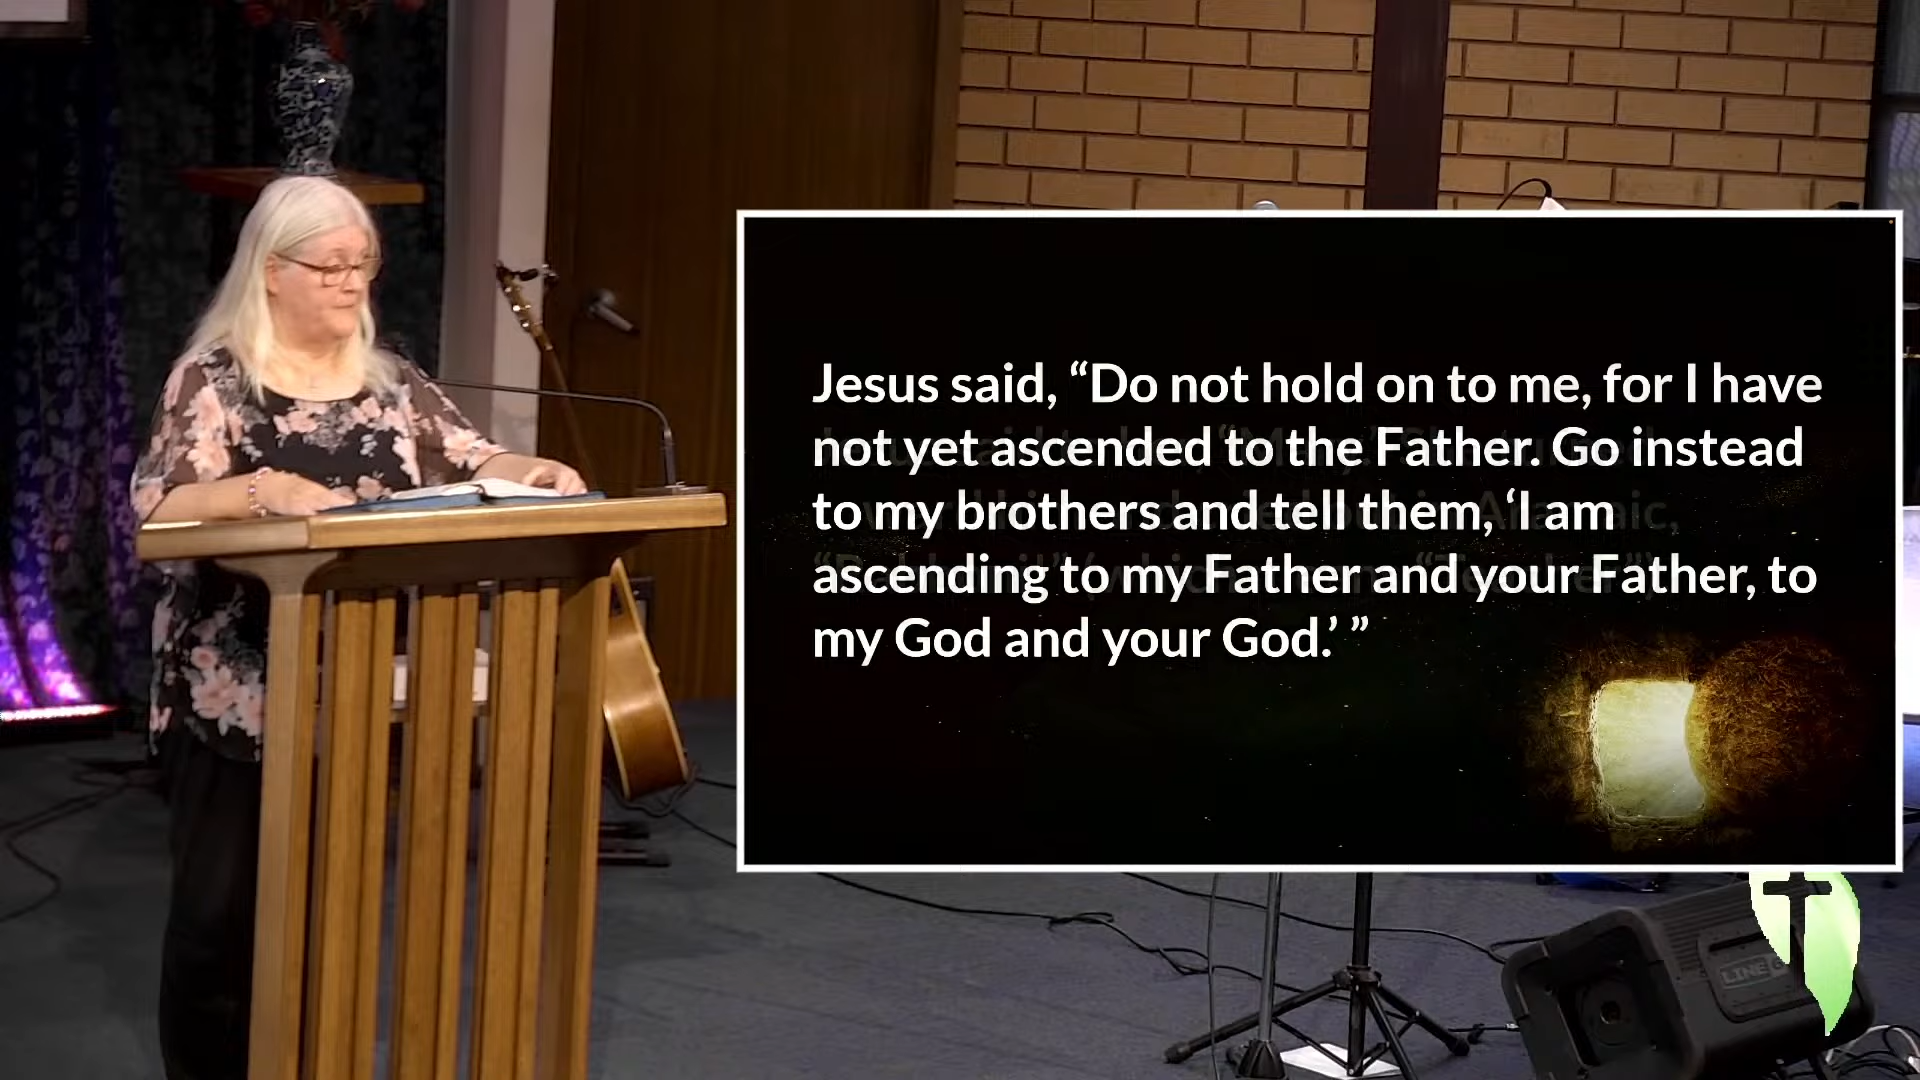 Jesus said, “Do not hold on to me, for I have
not yet ascended to the Father. Go instead
to my brothers and tell them, ‘I am
ascending to my Father and your Father, to
my God and your God.’ ”
LINE 6